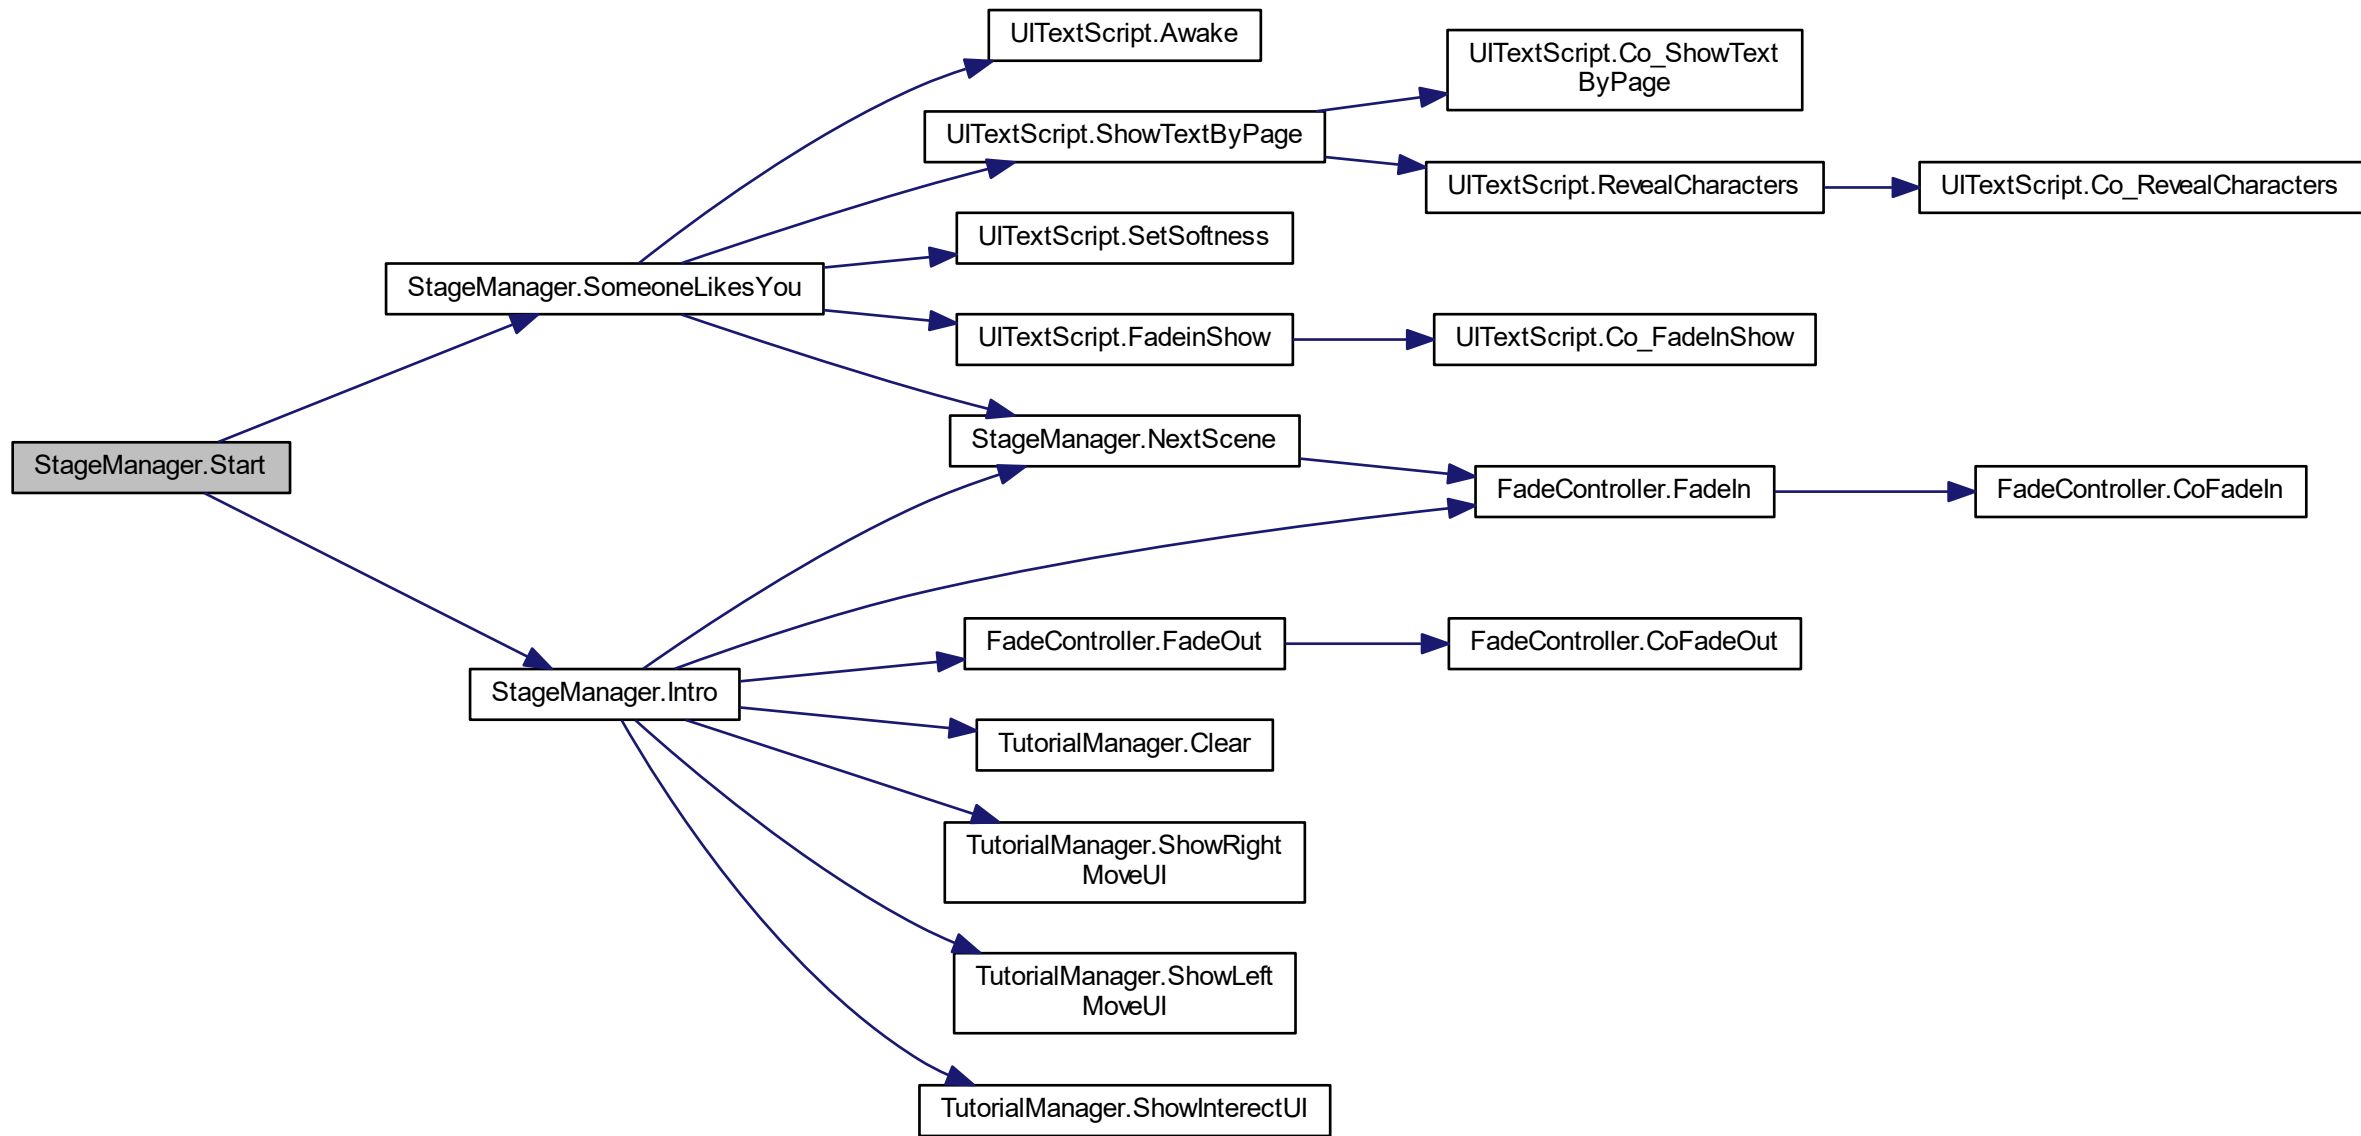 UITextScript.Awake
UITextScript.Co_ShowText
ByPage
UITextScript.ShowTextByPage
UITextScript.RevealCharacters
UITextScript.Co_RevealCharacters
UITextScript.SetSoftness
StageManager.SomeoneLikesYou
UITextScript.FadeinShow
UITextScript.Co_FadeInShow
StageManager.NextScene
StageManager.Start
FadeController.FadeIn
FadeController.CoFadeIn
FadeController.FadeOut
FadeController.CoFadeOut
StageManager.Intro
TutorialManager.Clear
TutorialManager.ShowRight
MoveUI
TutorialManager.ShowLeft
MoveUI
TutorialManager.ShowInterectUI